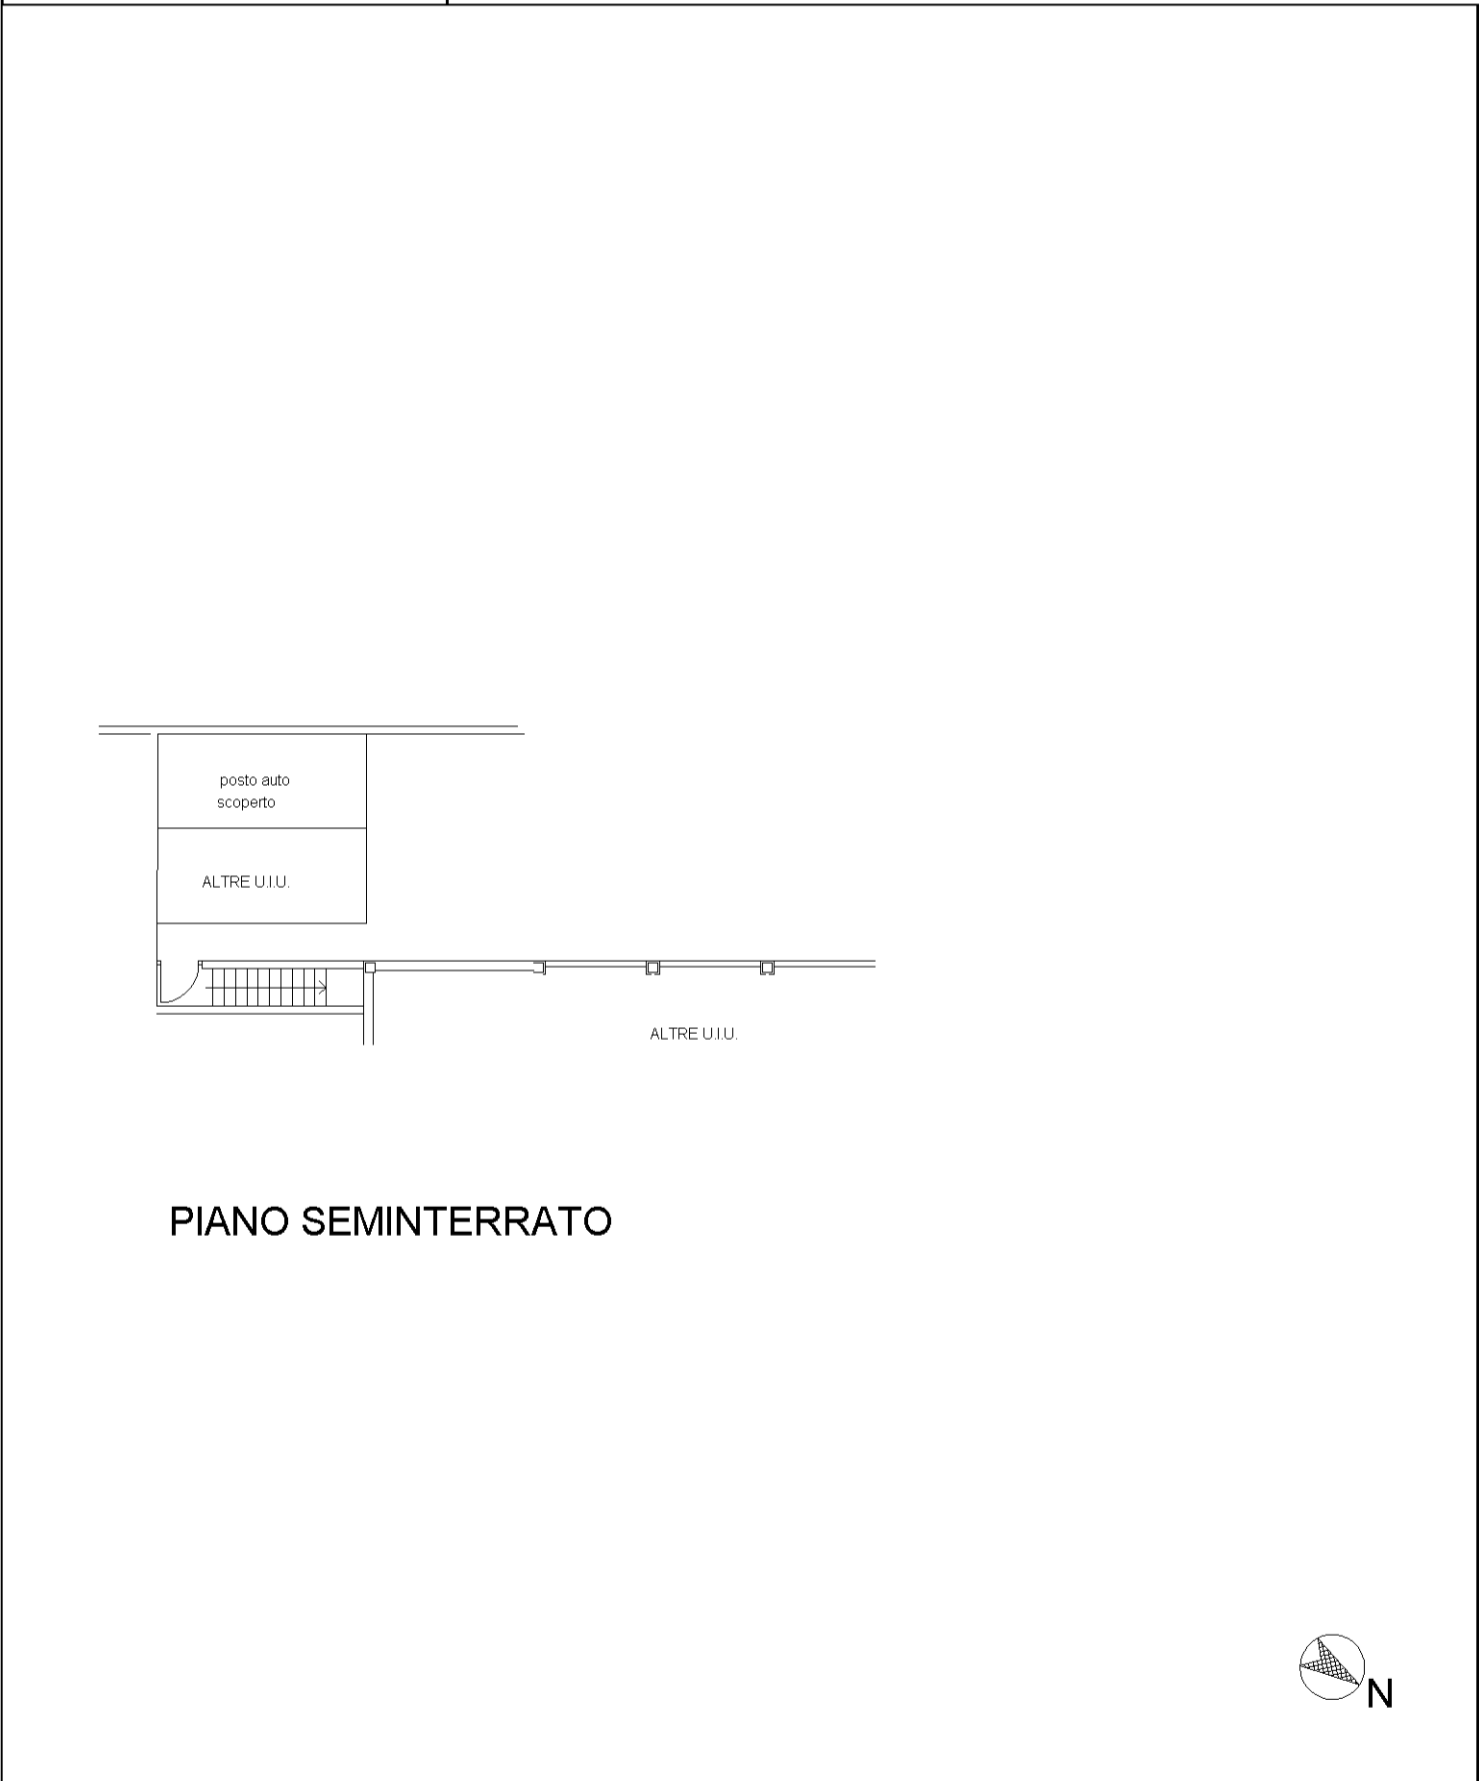 posto auto
scoperto
ALTRE U.I.U.
ALTRE U.I.U.
PIANO SEMINTERRATO
N